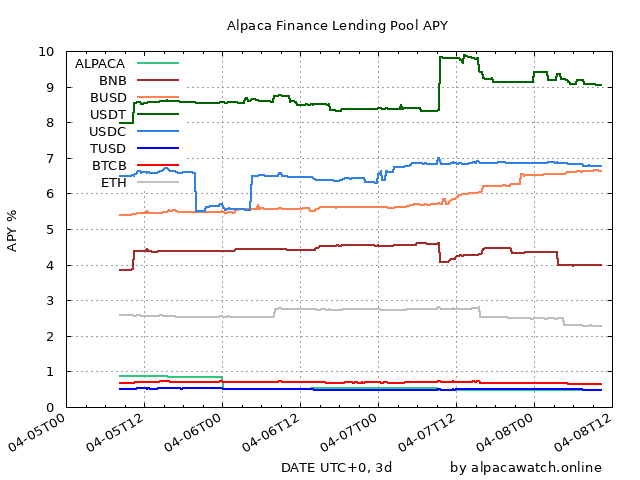 Alpaca Finance Lending Pool APY
10
9
8
7
6
5
4
3
2
1
0
APY %
ALPACA
BNB
BUSD
USDT
USDC
TUSD
BTCB
ETH
04-05T00
04-05T12
04-06T00
04-06T12
04-07T00
04-07T12
04-08T00
04-08T12
DATE UTC+0, 3d
by alpacawatch.online